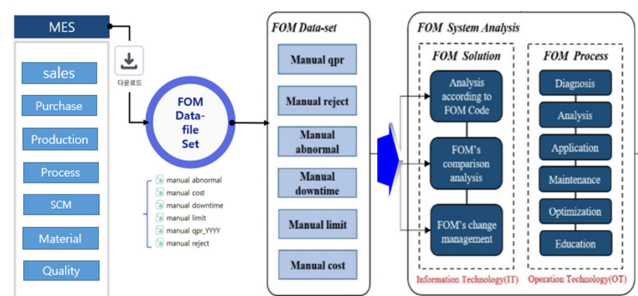 MES
sales
Purchase
Production
Process
SCM
Material
Quality
다운로드
FOM
Data-
file
Set
manual abnormal
manual cost
manual downtime
manual limit
manual qpr_YYYY
manual reject
FOM Data-set
Manual qpr
Manual reject
Manual
abnormal
Manual
downtime
Manual limit
Manual cost
FOM System Analysis
FOM Solution
Analysis
according to
FOM Code
FOM's
comparison
analysis
FOM's change
management
Information Technology(IT)
FOM Process
Diagnosis
Analysis
Application
Maintenance
Optimization
Education
Operation Technology(OT)